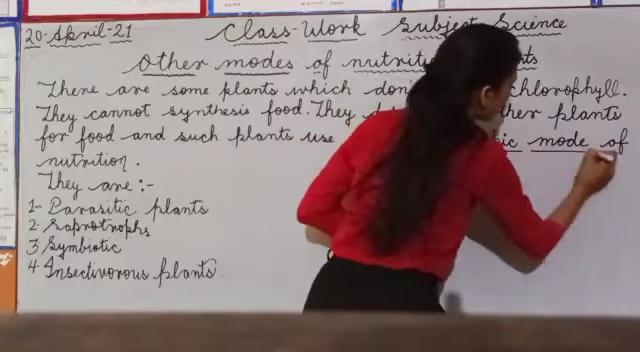 20-April-21 Class-Work Subject-Science
Other modes of nutrition
There are some plants which don chlorophyll.
They cannot synthesis food. They plants
for food and such plants use mode of
nutrition.
They are :-
1- Parasitic plants
2- Saprotrophs
3- Symbiotic
4- Insectivorous plants.